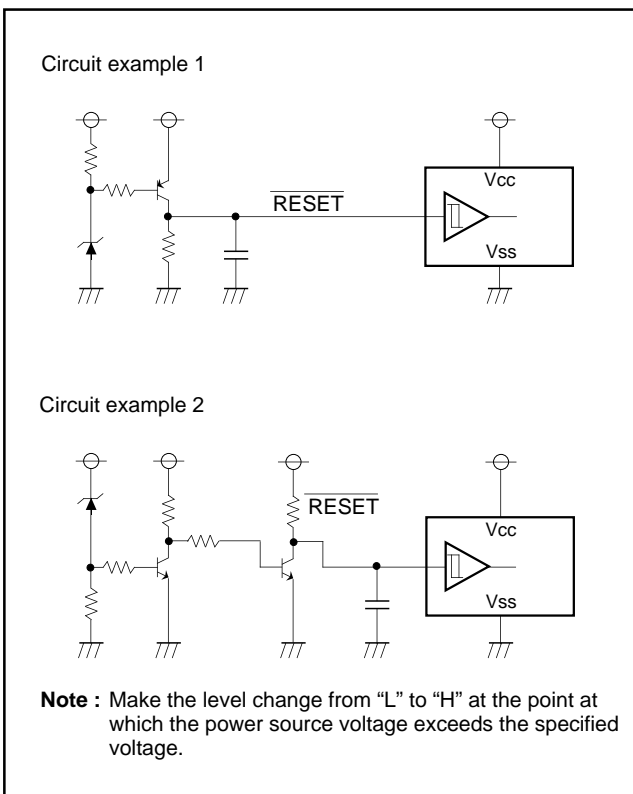 Circuit example 1
RESET
Vcc
Vss
Circuit example 2
RESET
Vcc
Vss
Note : Make the level change from “L” to “H” at the point at
which the power source voltage exceeds the specified
voltage.